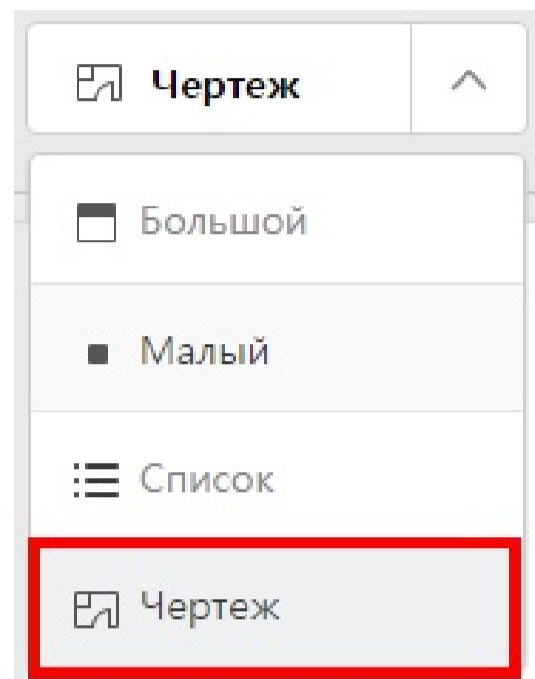 Чертеж
Большой
Малый
Список
Чертеж